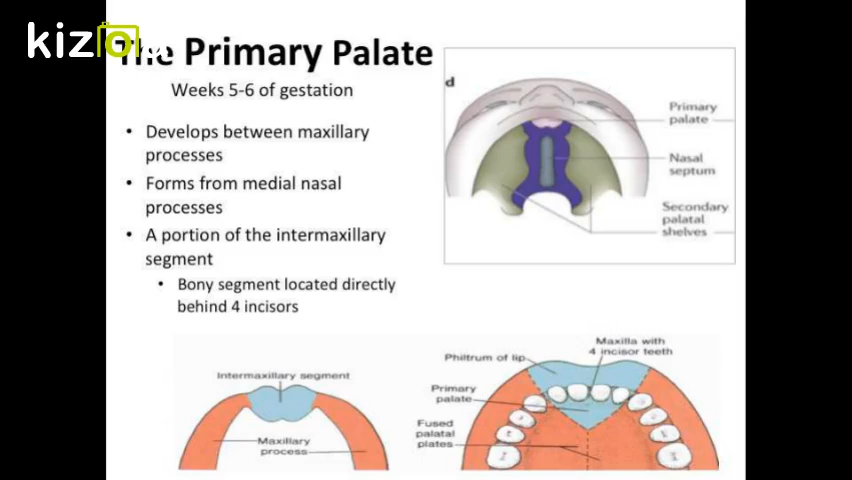 kizoa
The Primary Palate
Weeks 5-6 of gestation
• Develops between maxillary
processes
• Forms from medial nasal
processes
• A portion of the intermaxillary
segment
• Bony segment located directly
behind 4 incisors
d
Primary
palate
Nasal
septum
Secondary
palatal
shelves
Intermaxillary segment
Maxillary
process
Philtrum of lip
Maxilla with
4 incisor teeth
Primary
palate
Fused
palatal
plates